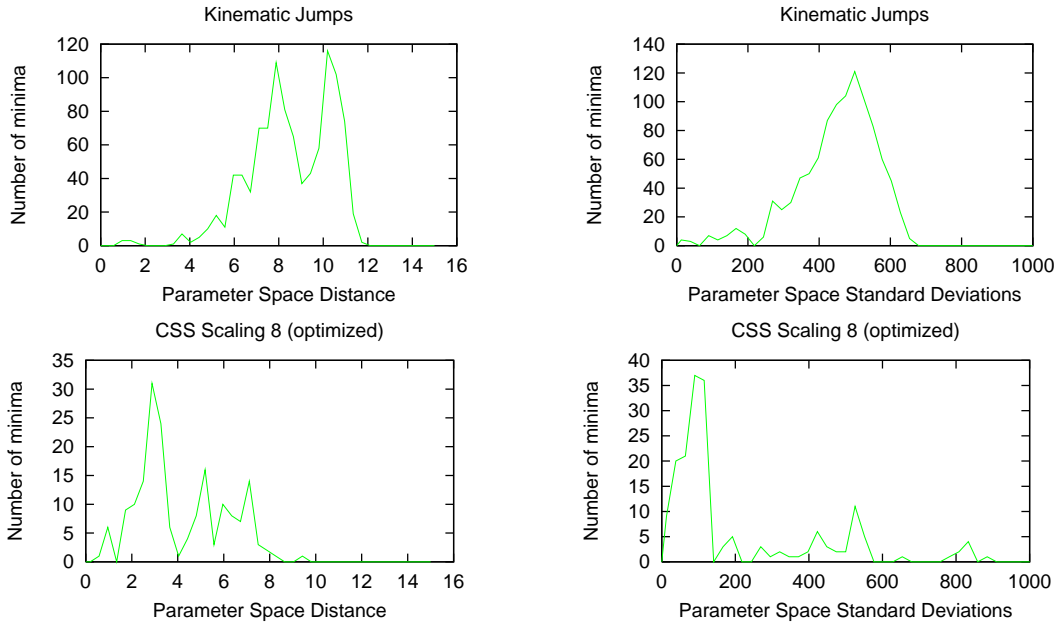 Kinematic Jumps
Number of minima
120
100
80
60
40
20
0
0 2 4 6 8 10 12 14 16
Parameter Space Distance
Kinematic Jumps
Number of minima
140
120
100
80
60
40
20
0
0 200 400 600 800 1000
Parameter Space Standard Deviations
CSS Scaling 8 (optimized)
Number of minima
35
30
25
20
15
10
5
0
0 2 4 6 8 10 12 14 16
Parameter Space Distance
CSS Scaling 8 (optimized)
Number of minima
40
35
30
25
20
15
10
5
0
0 200 400 600 800 1000
Parameter Space Standard Deviations